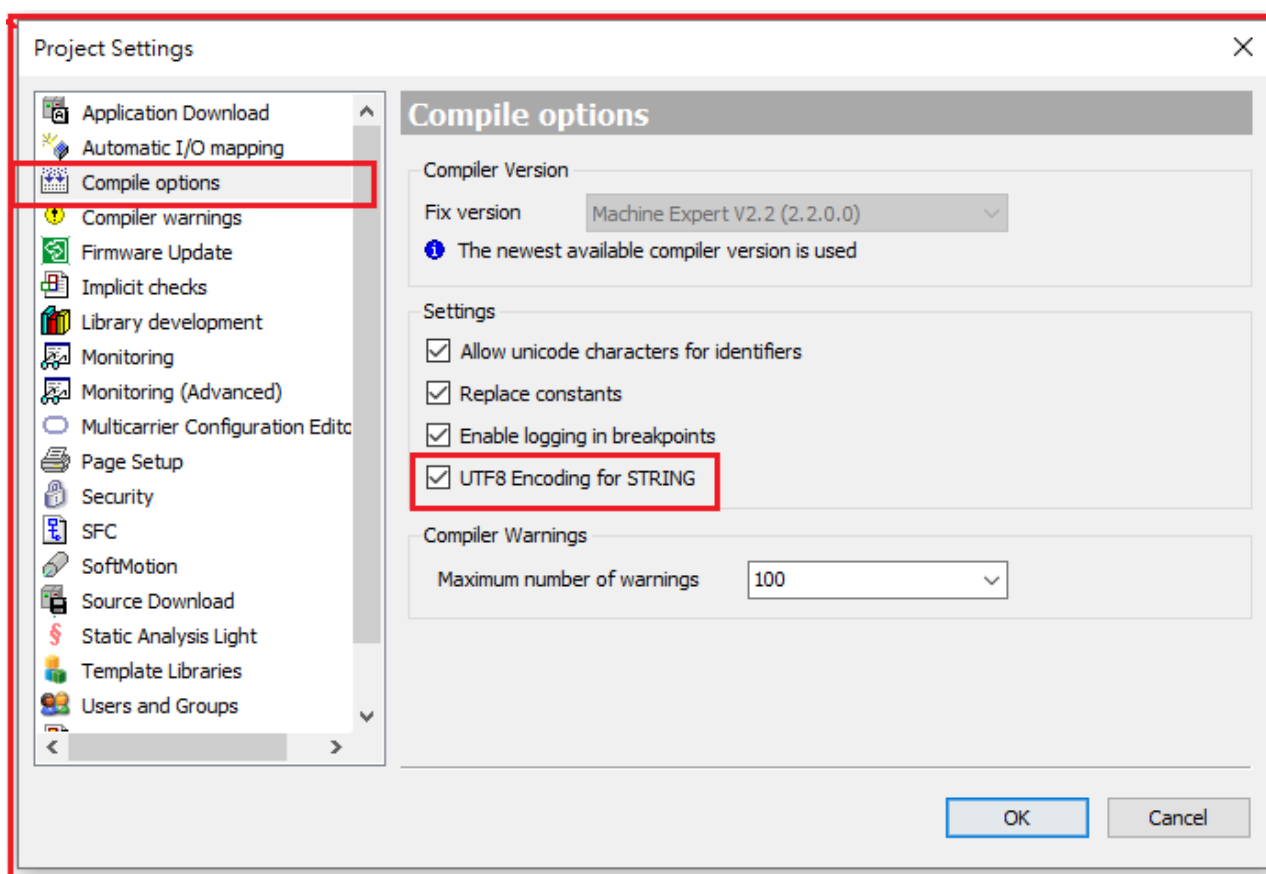 Project Settings
Application Download
Automatic I/O mapping
Compile options
Compiler warnings
Firmware Update
Implicit checks
Library development
Monitoring
Monitoring (Advanced)
Multicarrier Configuration Edito
Page Setup
Security
SFC
SoftMotion
Source Download
Static Analysis Light
Template Libraries
Users and Groups
Compile options
Compiler Version
Fix version Machine Expert V2.2 (2.2.0.0)
The newest available compiler version is used
Settings
Allow unicode characters for identifiers
Replace constants
Enable logging in breakpoints
UTF8 Encoding for STRING
Compiler Warnings
Maximum number of warnings 100
OK Cancel